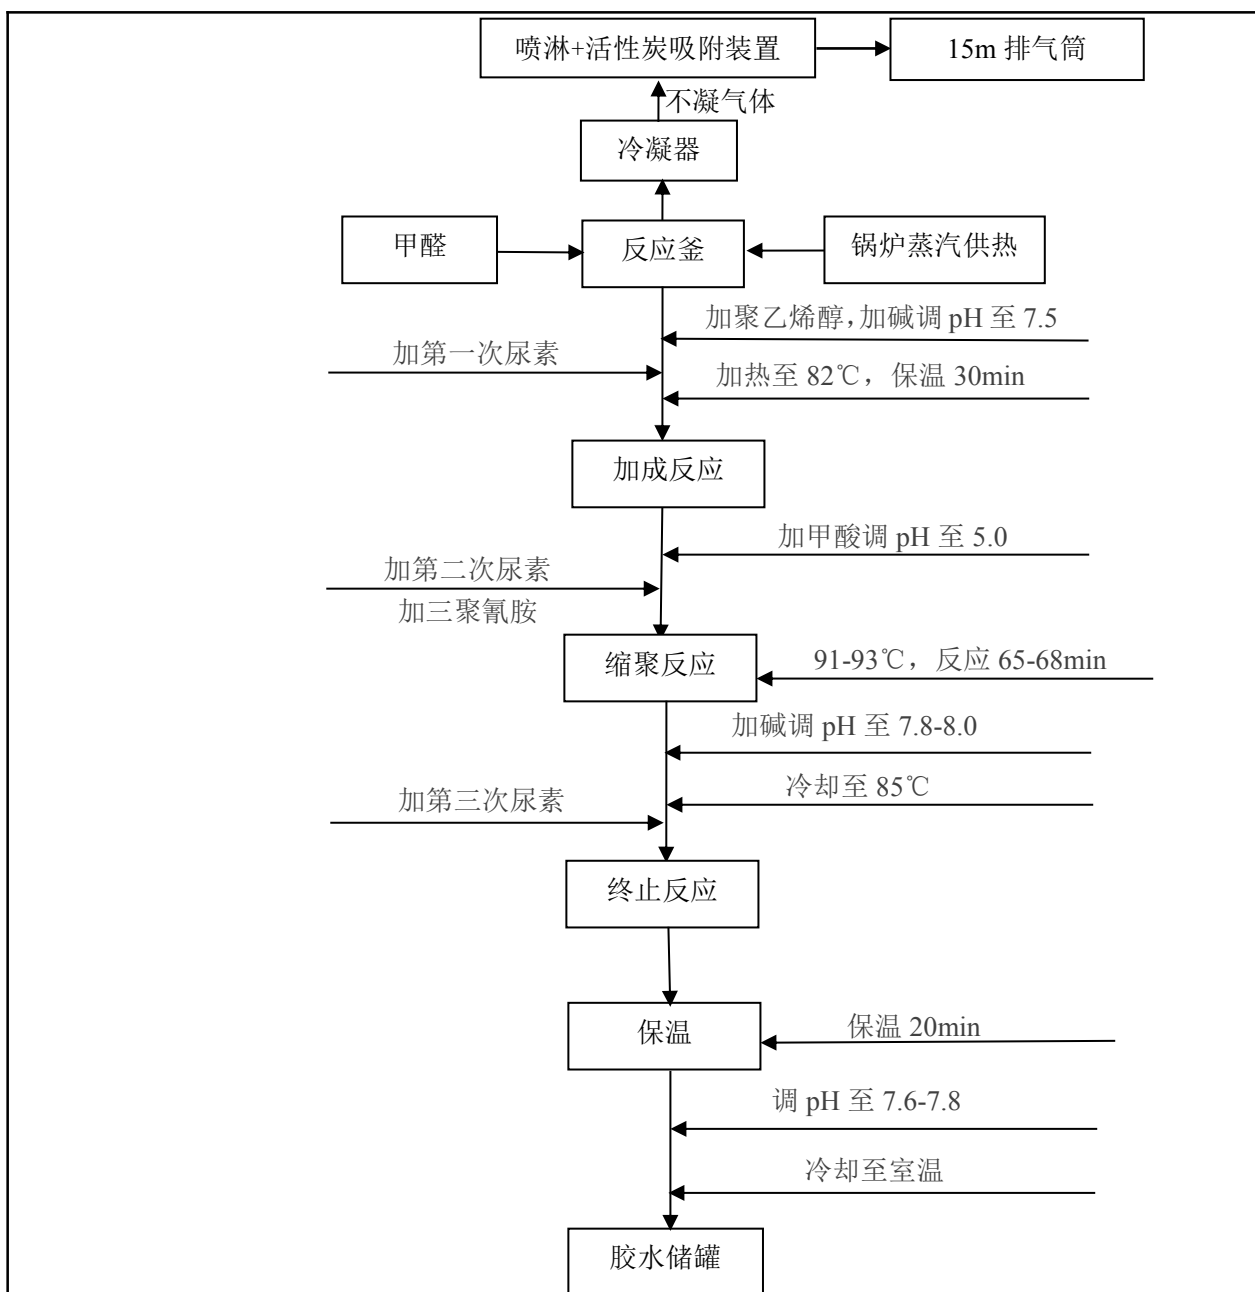 喷淋+活性炭吸附装置
15m 排气筒
不凝气体
冷凝器
甲醛
反应釜
锅炉蒸汽供热
加聚乙烯醇，加碱调 pH 至 7.5
加第一次尿素
加热至 82℃，保温 30min
加成反应
加甲酸调 pH 至 5.0
加第二次尿素
加三聚氰胺
缩聚反应
91-93℃，反应 65-68min
加碱调 pH 至 7.8-8.0
冷却至 85℃
加第三次尿素
终止反应
保温
保温 20min
调 pH 至 7.6-7.8
冷却至室温
胶水储罐